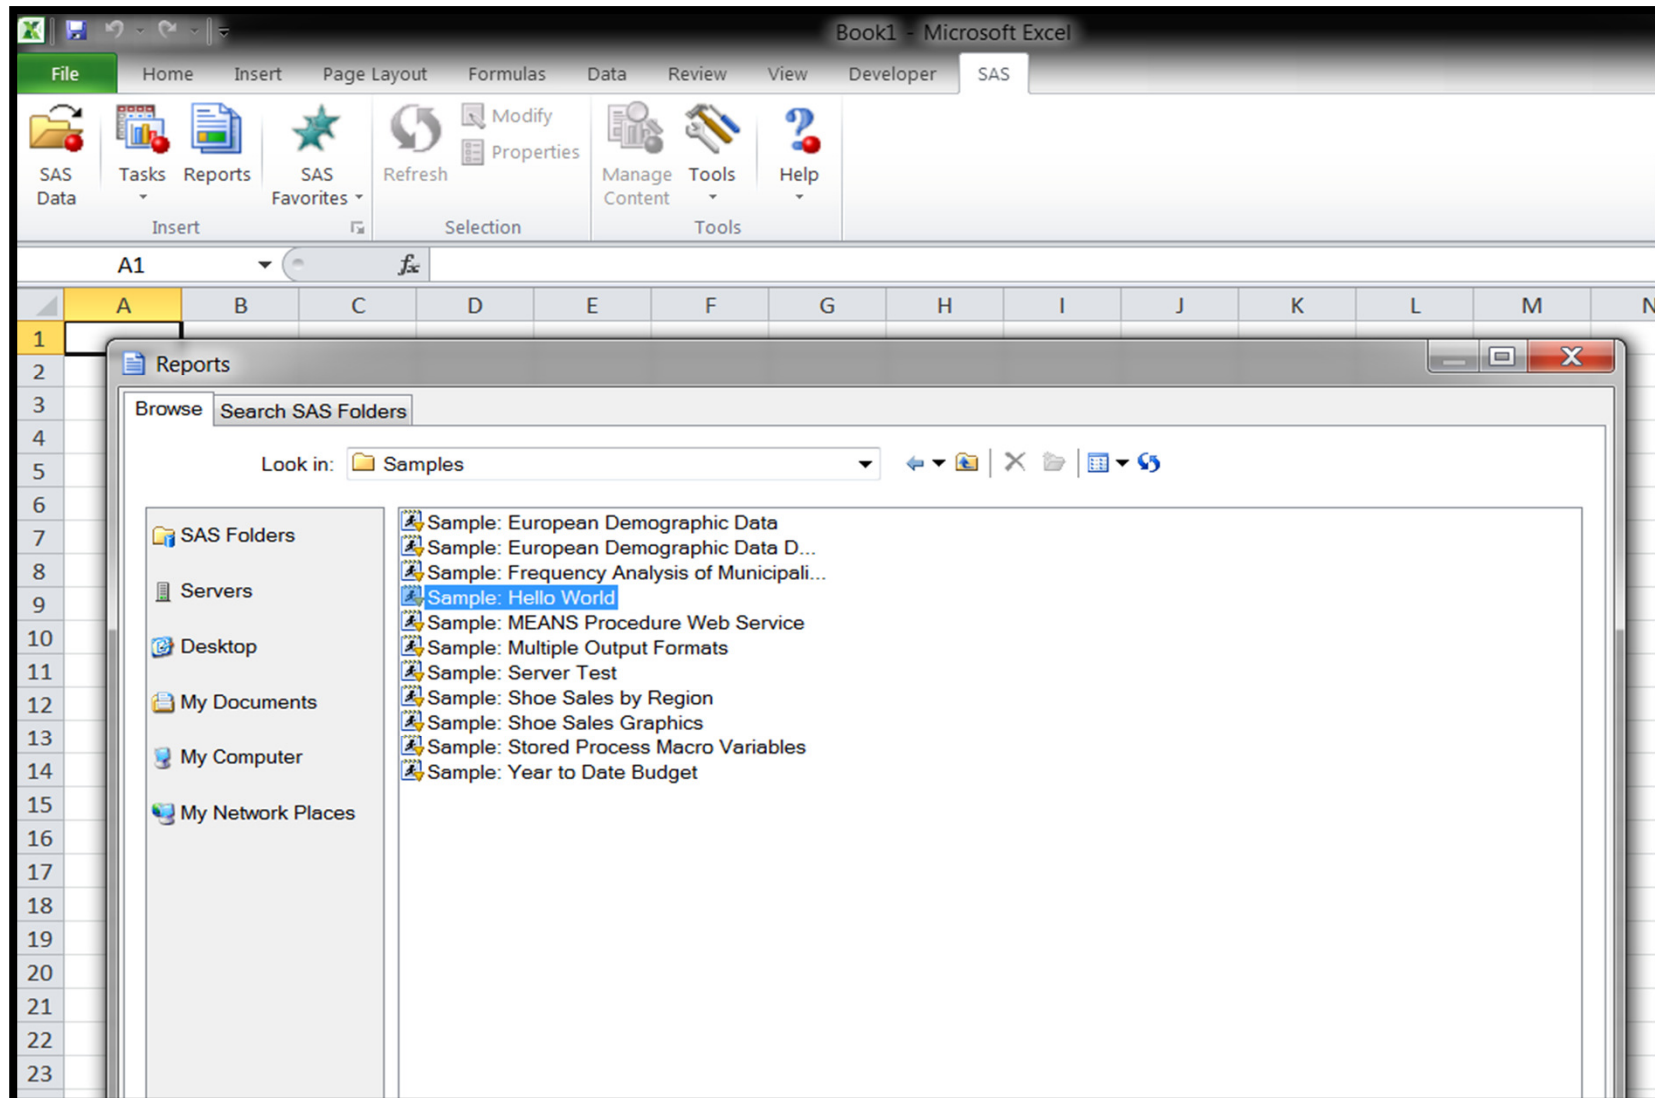 Book1 - Microsoft Excel
File Home Insert Page Layout Formulas Data Review View Developer SAS
SAS Data
Tasks
Reports
SAS Favorites
Refresh
Modify
Properties
Manage Content
Tools
Help
Insert
Selection
Tools
A1
fx
A B C D E F G H I J K L M N
1
2
3
4
5
6
7
8
9
10
11
12
13
14
15
16
17
18
19
20
21
22
23
Reports
Browse Search SAS Folders
Look in: Samples
SAS Folders
Servers
Desktop
My Documents
My Computer
My Network Places
Sample: European Demographic Data
Sample: European Demographic Data D...
Sample: Frequency Analysis of Municipali...
Sample: Hello World
Sample: MEANS Procedure Web Service
Sample: Multiple Output Formats
Sample: Server Test
Sample: Shoe Sales by Region
Sample: Shoe Sales Graphics
Sample: Stored Process Macro Variables
Sample: Year to Date Budget